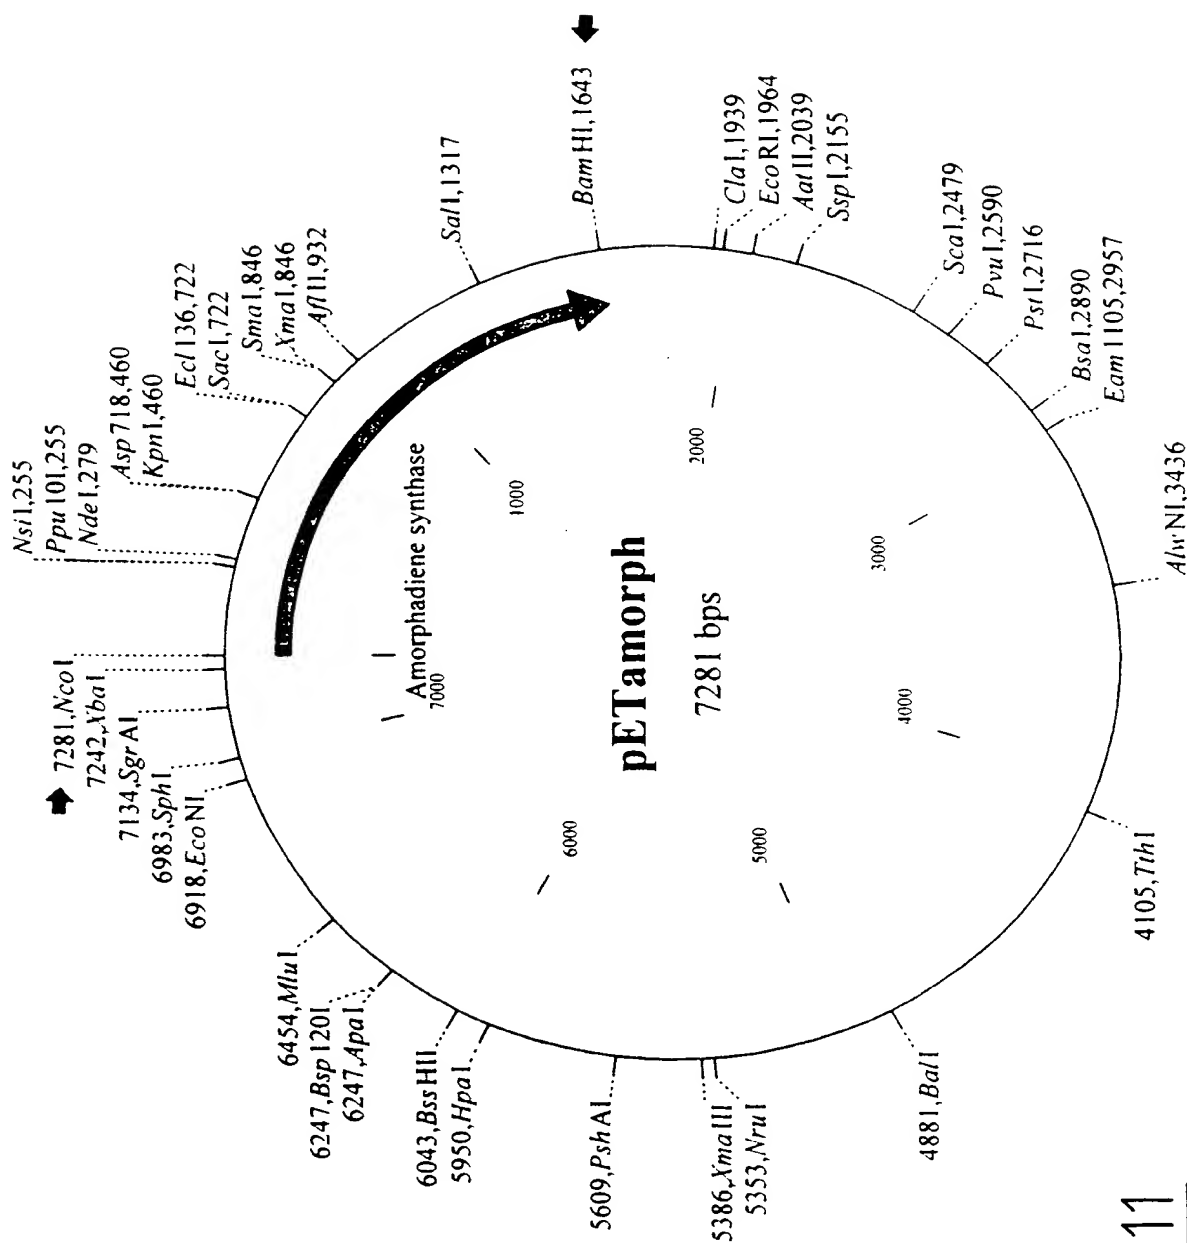 Nsi I,255
Ppu 10I,255
Nde I,279
Asp 718,460
Kpn I,460
Ecl 136,722
Sac I,722
Sma I,846
Xma I,846
Afl II,932
Sal I,1317
Bam HI,1643
Cla I,1939
Eco RI,1964
Aat II,2039
Ssp I,2155
Sca I,2479
Pvu I,2590
Pst I,2716
Bsa I,2890
Eam 1105,2957
Alw NI,3436
4105,Tth I
4881,Bal I
5353,Nru I
5386,Xma III
5609,Psh AI
5950,Hpa I
6043,Bss HII
6247,Apa I
6247,Bsp 120I
6454,Mlu I
6918,Eco NI
6983,Sph I
7134,Sgr AI
7242,Xba I
7281,Nco I
Amorphadiene synthase
1000
2000
3000
4000
5000
6000
7000
pETamorph
7281 bps
11